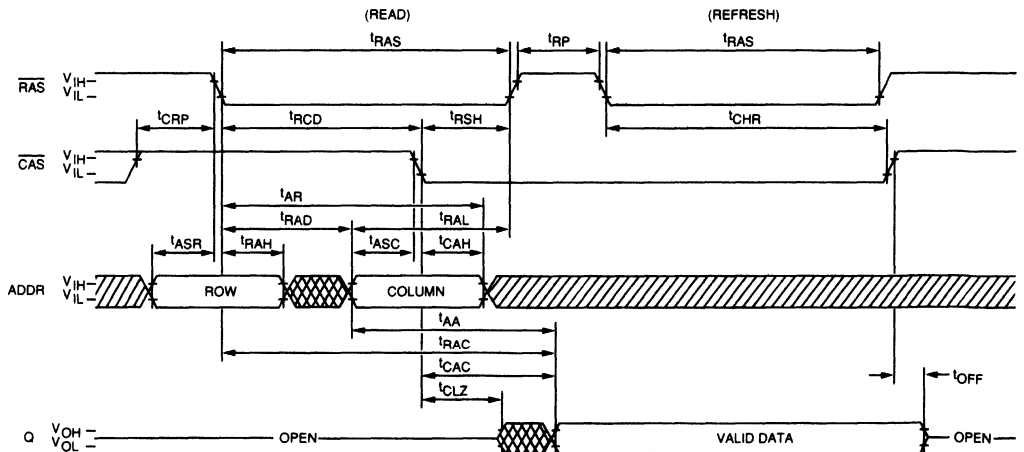 (READ) (REFRESH)
tRAS tRP tRAS
RAS VIH VIL
tCRP tRCD tRSH tCHR
CAS VIH VIL
tAR
tRAD tRAL
tASR tRAH tASC tCAH
ADDR VIH VIL ROW COLUMN
tAA
tRAC
tCAC tOFF
tCLZ
Q VOH VOL OPEN VALID DATA OPEN